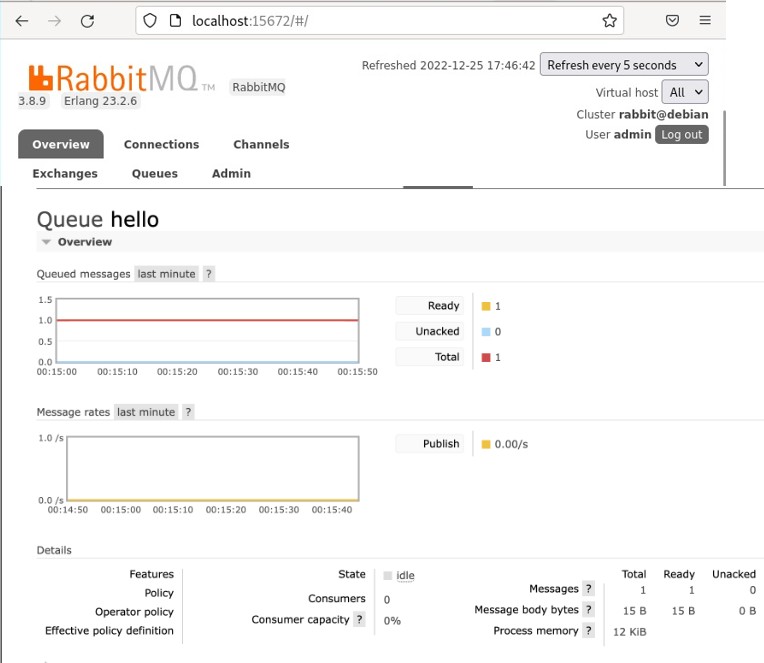 localhost:15672/#/
RabbitMQ TM RabbitMQ Refreshed 2022-12-25 17:46:42 Refresh every 5 seconds
3.8.9 Erlang 23.2.6 Virtual host All
Cluster rabbit@debian
User admin Log out
Overview Connections Channels
Exchanges Queues Admin
Queue hello
Overview
Queued messages last minute ?
1.5
1.0
0.5
0.0
00:15:00 00:15:10 00:15:20 00:15:30 00:15:40 00:15:50
Ready 1
Unacked 0
Total 1
Message rates last minute ?
1.0 /s
0.0 /s
00:14:50 00:15:00 00:15:10 00:15:20 00:15:30 00:15:40
Publish 0.00/s
Details
Features
Policy
Operator policy
Effective policy definition
State idle
Consumers 0
Consumer capacity ? 0%
Total Ready Unacked
Messages ? 1 1 0
Message body bytes ? 15 B 15 B 0 B
Process memory ? 12 KiB